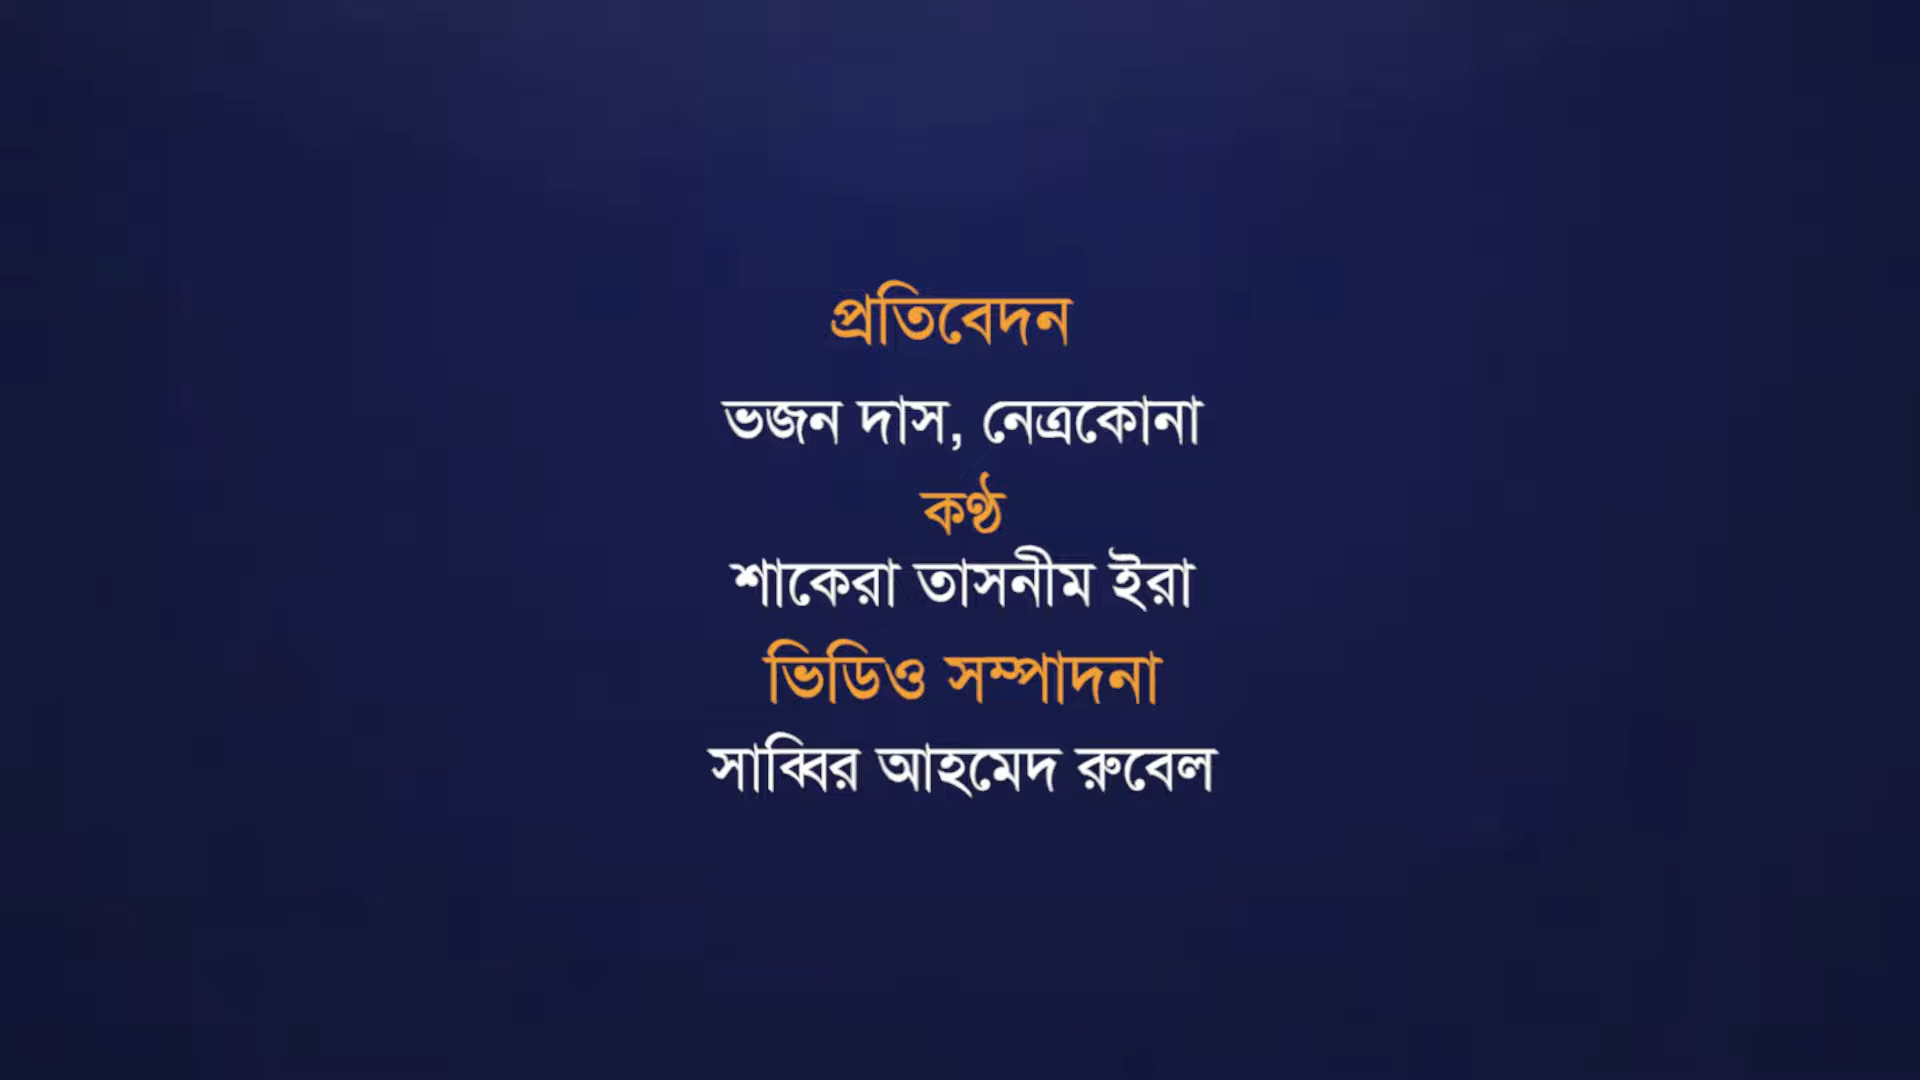 প্রতিবেদন
ভজন দাস, নেত্রকোনা
কণ্ঠ
শাকেরা তাসনীম ইরা
ভিডিও সম্পাদনা
সাব্বির আহমেদ রুবেল